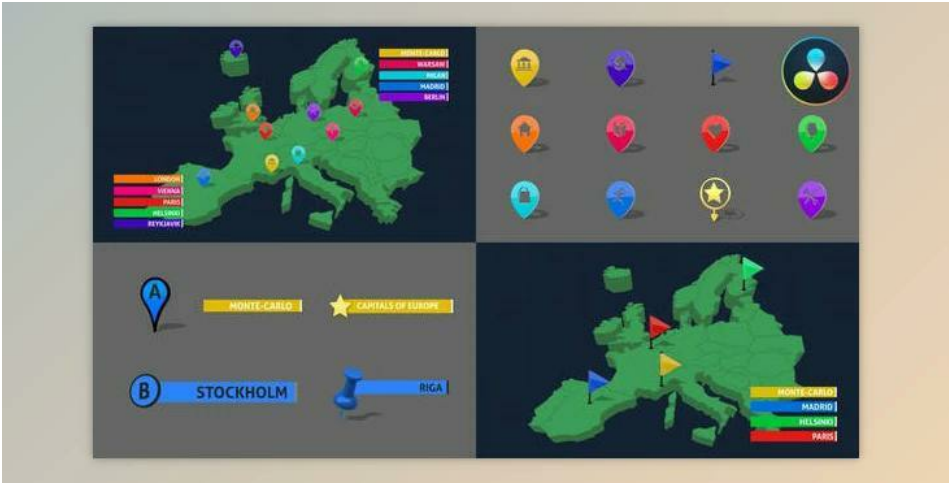 MONTE-CARLO
WARSAW
MILAN
MADRID
BERLIN
LONDON
VIENNA
PARIS
HELSINKI
REYKJAVIK
A
MONTE-CARLO
CAPITALS OF EUROPE
B
STOCKHOLM
RIGA
MONTE-CARLO
MADRID
HELSINKI
PARIS